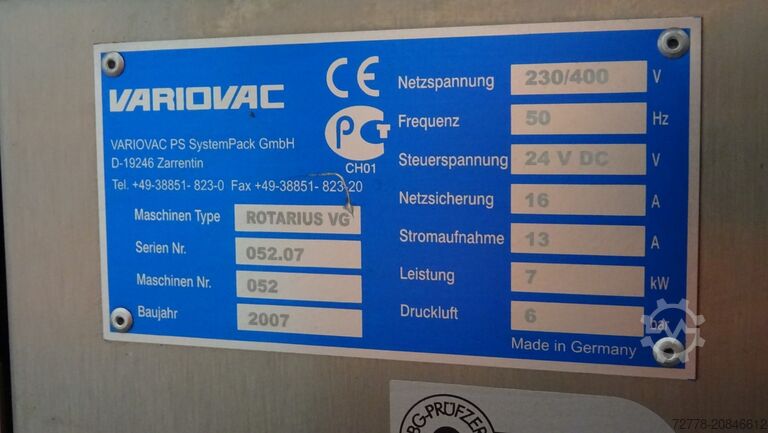 VARIOVAC
VARIOVAC PS SystemPack GmbH
D-19246 Zarrentin
Tel. +49-38851- 823-0 Fax +49-38851- 823-20
Maschinen Type ROTARIUS VG
Serien Nr. 052.07
Maschinen Nr. 052
Baujahr 2007
CE
PCT
CH01
Netzspannung 230/400 V
Frequenz 50 Hz
Steuerspannung 24 V DC V
Netzsicherung 16 A
Stromaufnahme 13 A
Leistung 7 kW
Druckluft 6 bar
Made in Germany
BG-PRÜFZER
72778-20846612